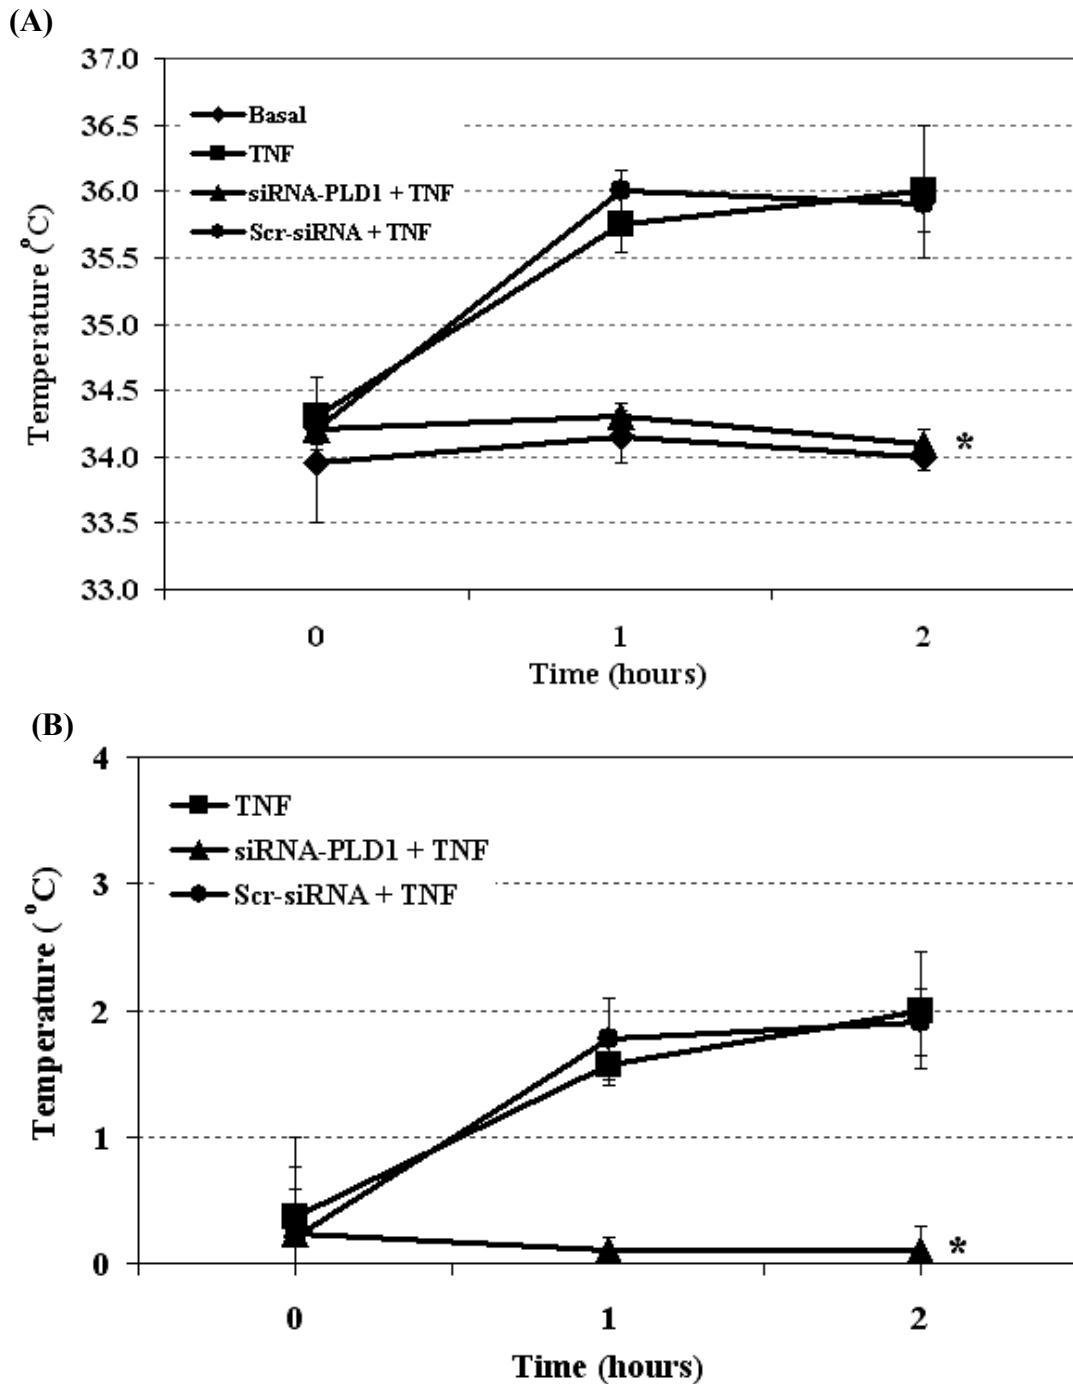 (A)
37.0
36.5
36.0
35.5
35.0
34.5
34.0
33.5
33.0
Temperature (°C)
Basal
TNF
siRNA-PLD1 + TNF
Scr-siRNA + TNF
*
0 1 2
Time (hours)
(B)
4
3
2
1
0
Temperature (°C)
TNF
siRNA-PLD1 + TNF
Scr-siRNA + TNF
*
0 1 2
Time (hours)